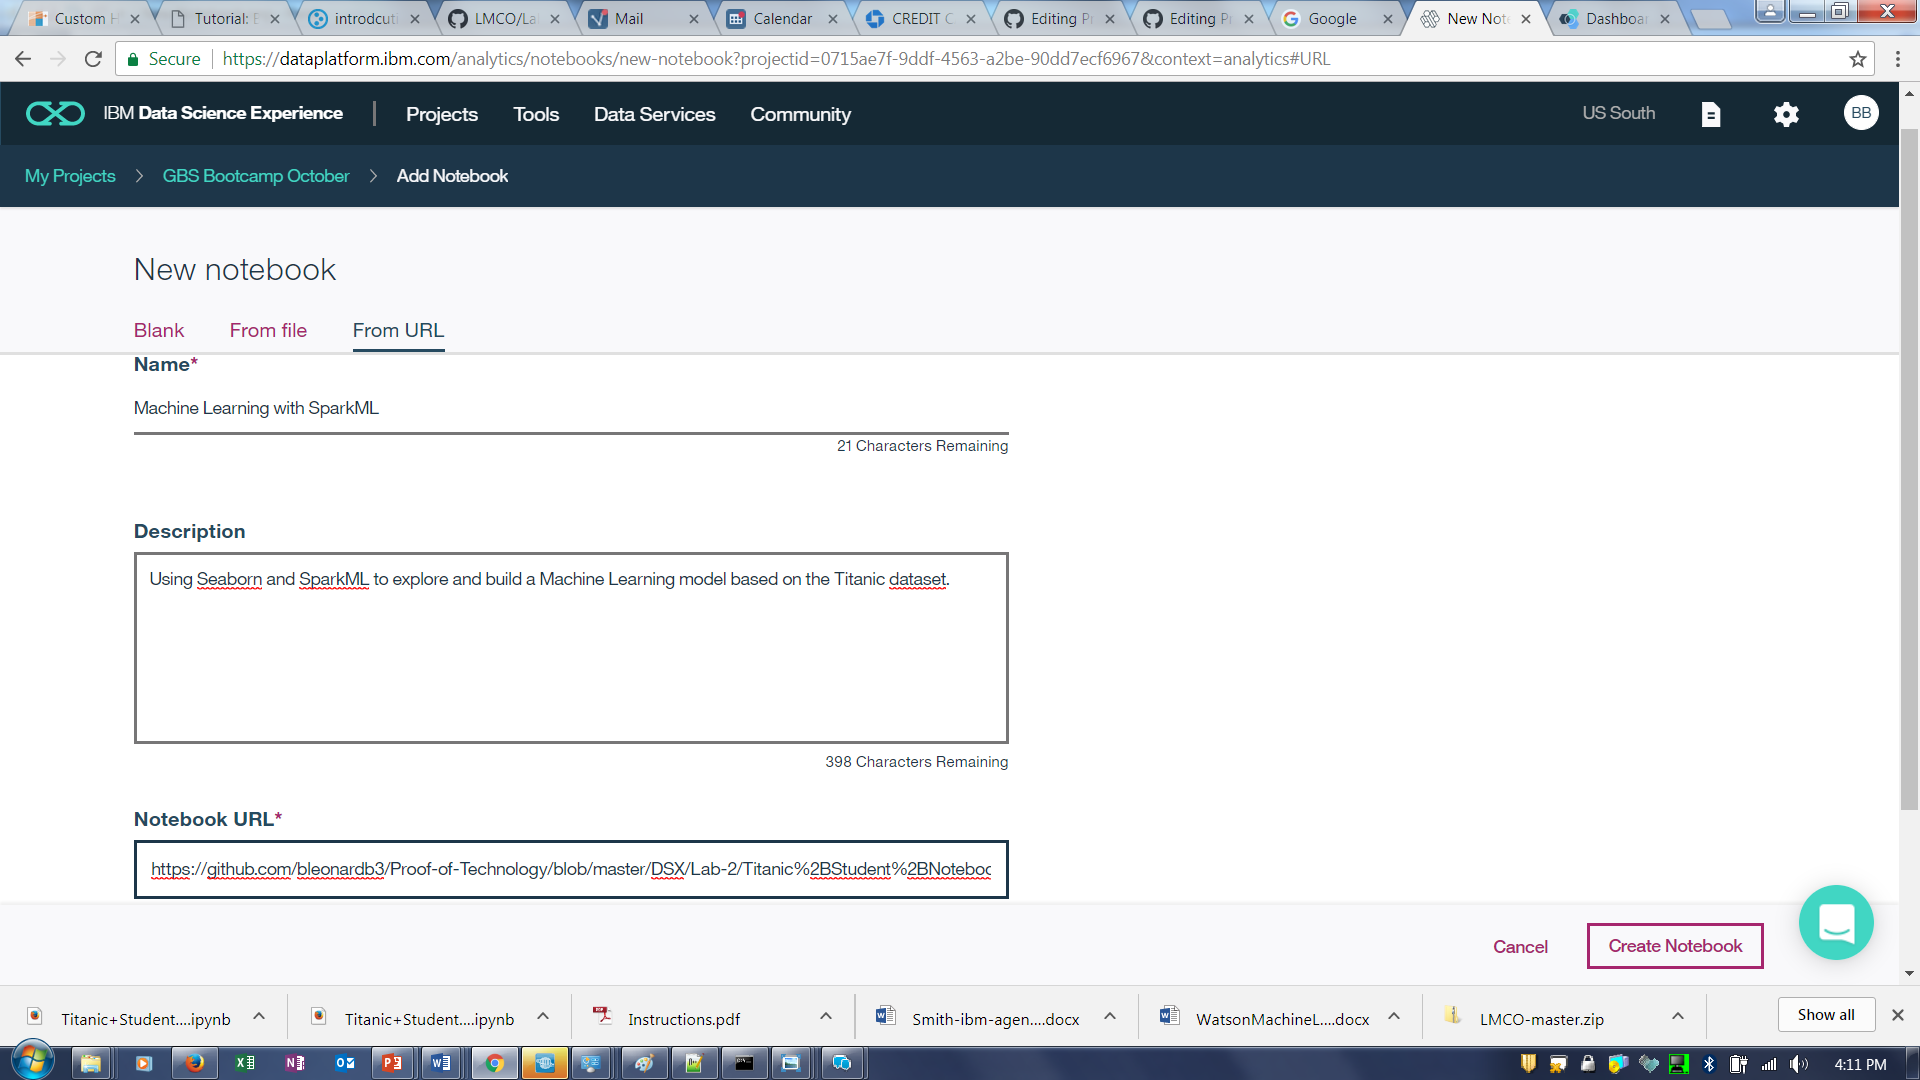 Custom H
Tutorial: E
introdcuti
LMCO/La
Mail
Calendar
CREDIT C
Editing P
Editing P
Google
New Note
Dashboa
Secure
https://dataplatform.ibm.com/analytics/notebooks/new-notebook?projectid=0715ae7f-9ddf-4563-a2be-90dd7ecf6967&context=analytics#URL
IBM Data Science Experience
Projects
Tools
Data Services
Community
US South
BB
My Projects > GBS Bootcamp October > Add Notebook
New notebook
Blank
From file
From URL
Name*
Machine Learning with SparkML
21 Characters Remaining
Description
Using Seaborn and SparkML to explore and build a Machine Learning model based on the Titanic dataset.
398 Characters Remaining
Notebook URL*
https://github.com/bleonardb3/Proof-of-Technology/blob/master/DSX/Lab-2/Titanic%2BStudent%2BNoteboo
Cancel
Create Notebook
Titanic+Student....ipynb
Titanic+Student....ipynb
Instructions.pdf
Smith-ibm-agen....docx
WatsonMachineL....docx
LMCO-master.zip
Show all
4:11 PM